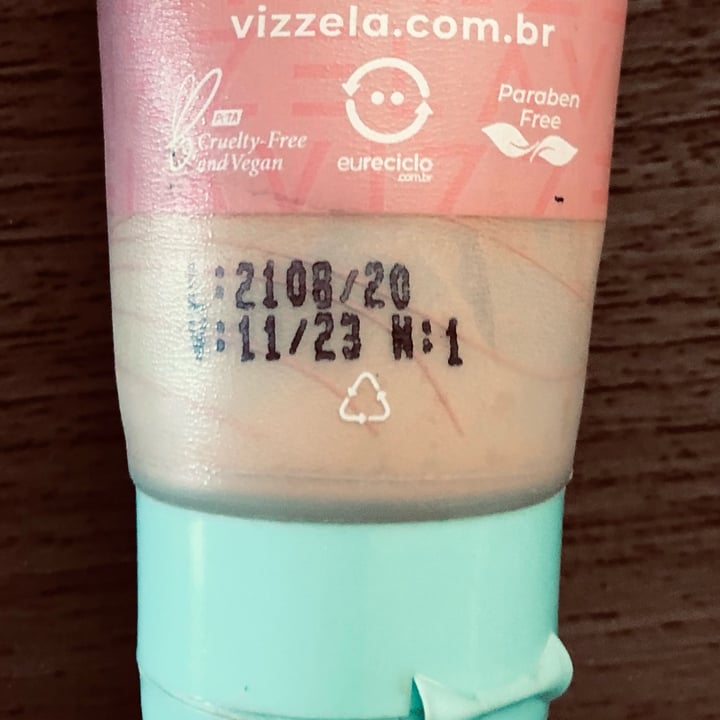 vizzela.com.br
PeTA
Cruelty-Free
and Vegan
eureciclo
.com.br
Paraben
Free
:2108/20
:11/23 N:1